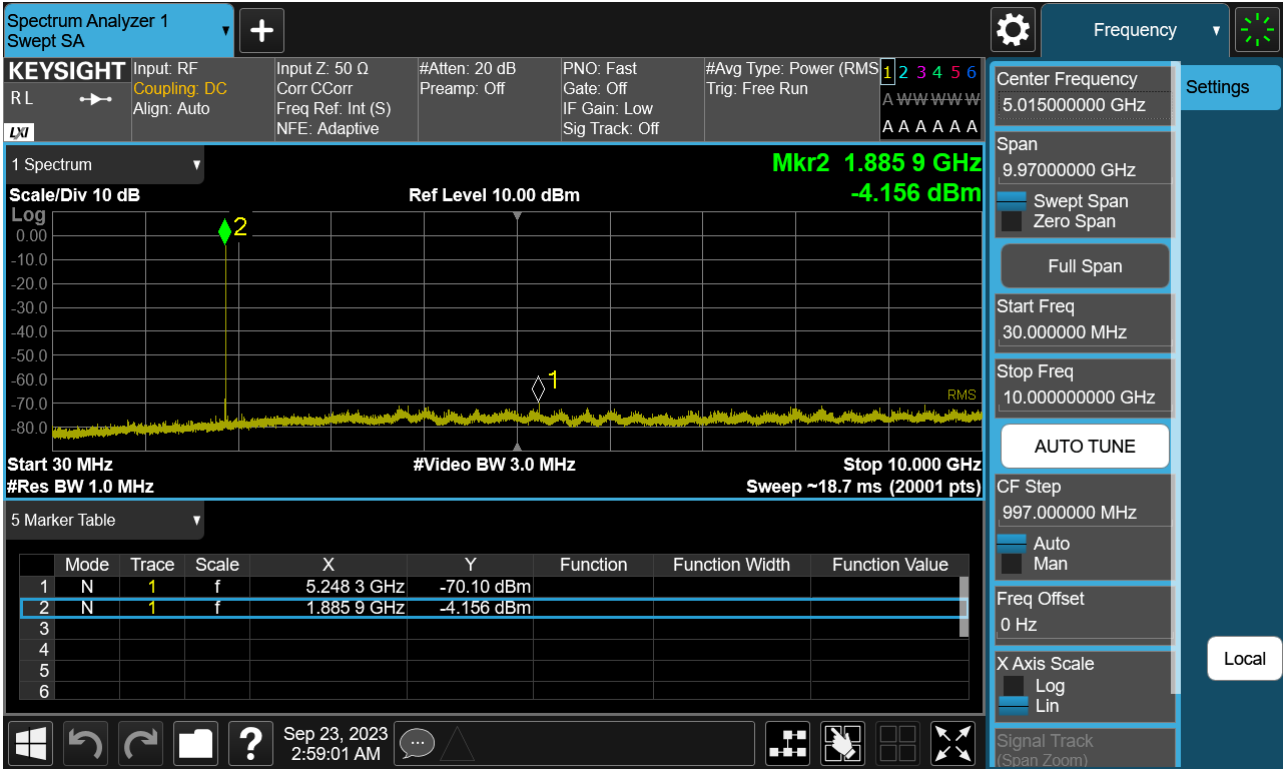 Spectrum Analyzer 1
Swept SA
Frequency
KEYSIGHT
R L
LXI
Input: RF
Coupling: DC
Align: Auto
Input Z: 50 Ω
Corr CCorr
Freq Ref: Int (S)
NFE: Adaptive
#Atten: 20 dB
Preamp: Off
PNO: Fast
Gate: Off
IF Gain: Low
Sig Track: Off
#Avg Type: Power (RMS
Trig: Free Run
1 2 3 4 5 6
A W W W W W
A A A A A A
1 Spectrum
Mkr2 1.885 9 GHz
-4.156 dBm
Scale/Div 10 dB
Ref Level 10.00 dBm
Log
0.00
-10.0
-20.0
-30.0
-40.0
-50.0
-60.0
-70.0
-80.0
2
1
RMS
Start 30 MHz
#Video BW 3.0 MHz
Stop 10.000 GHz
#Res BW 1.0 MHz
Sweep ~18.7 ms (20001 pts)
5 Marker Table
Mode Trace Scale X Y Function Function Width Function Value
1 N 1 f 5.248 3 GHz -70.10 dBm
2 N 1 f 1.885 9 GHz -4.156 dBm
3
4
5
6
Sep 23, 2023
2:59:01 AM
Center Frequency
5.015000000 GHz
Span
9.97000000 GHz
Swept Span
Zero Span
Full Span
Start Freq
30.000000 MHz
Stop Freq
10.000000000 GHz
AUTO TUNE
CF Step
997.000000 MHz
Auto
Man
Freq Offset
0 Hz
X Axis Scale
Log
Lin
Signal Track
(Span Zoom)
Settings
Local